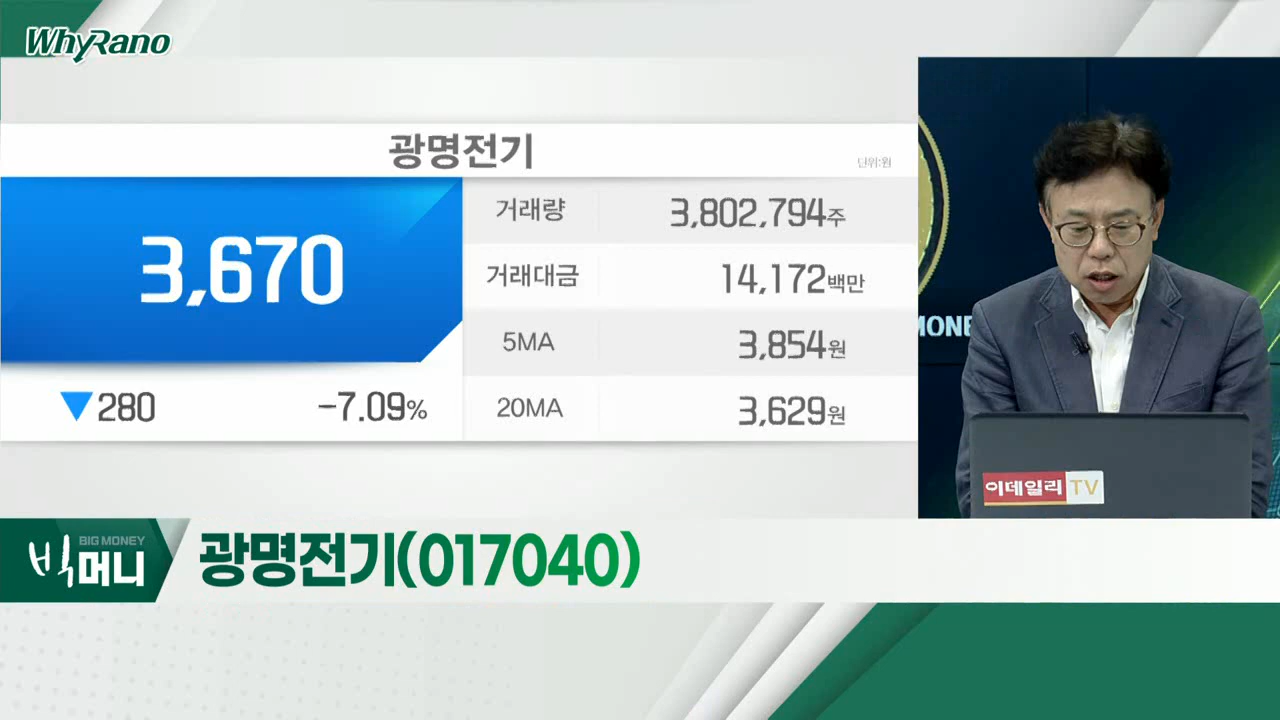 WhyRano
광명전기
단위:원
3,670
▼280 -7.09%
거래량 3,802,794주
거래대금 14,172백만
5MA 3,854원
20MA 3,629원
MONE
이데일리 TV
BIG MONEY
빅머니
광명전기(017040)